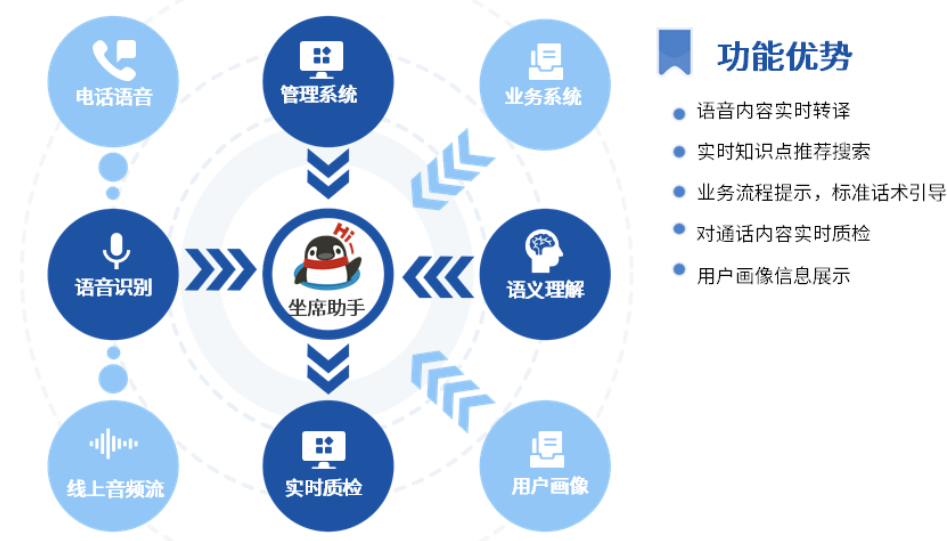 电话语音
管理系统
业务系统
语音识别
Hi~
坐席助手
语义理解
线上音频流
实时质检
用户画像
功能优势
语音内容实时转译
实时知识点推荐搜索
业务流程提示，标准话术引导
对通话内容实时质检
用户画像信息展示